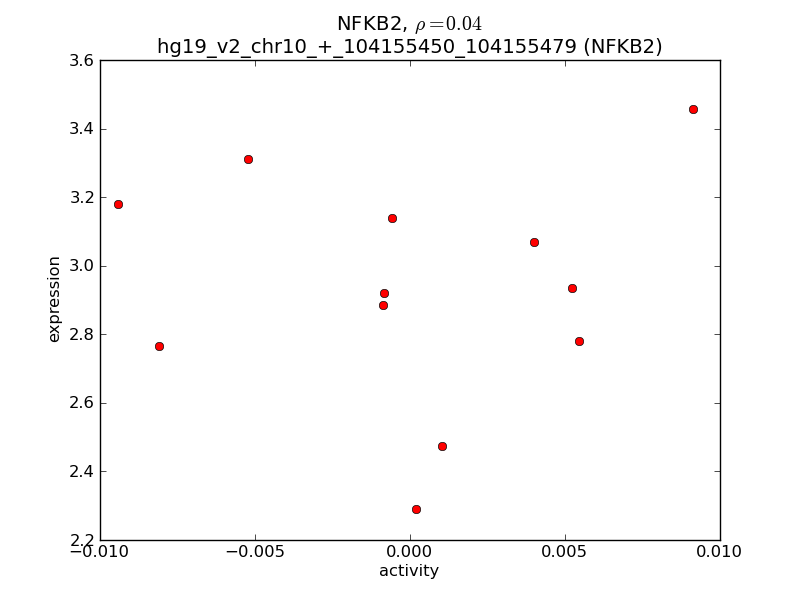 NFKB2, ρ=0.04
hg19_v2_chr10_+_104155450_104155479 (NFKB2)
3.6
3.4
3.2
3.0
2.8
2.6
2.4
2.2
expression
−0.010 −0.005 0.000 0.005 0.010
activity